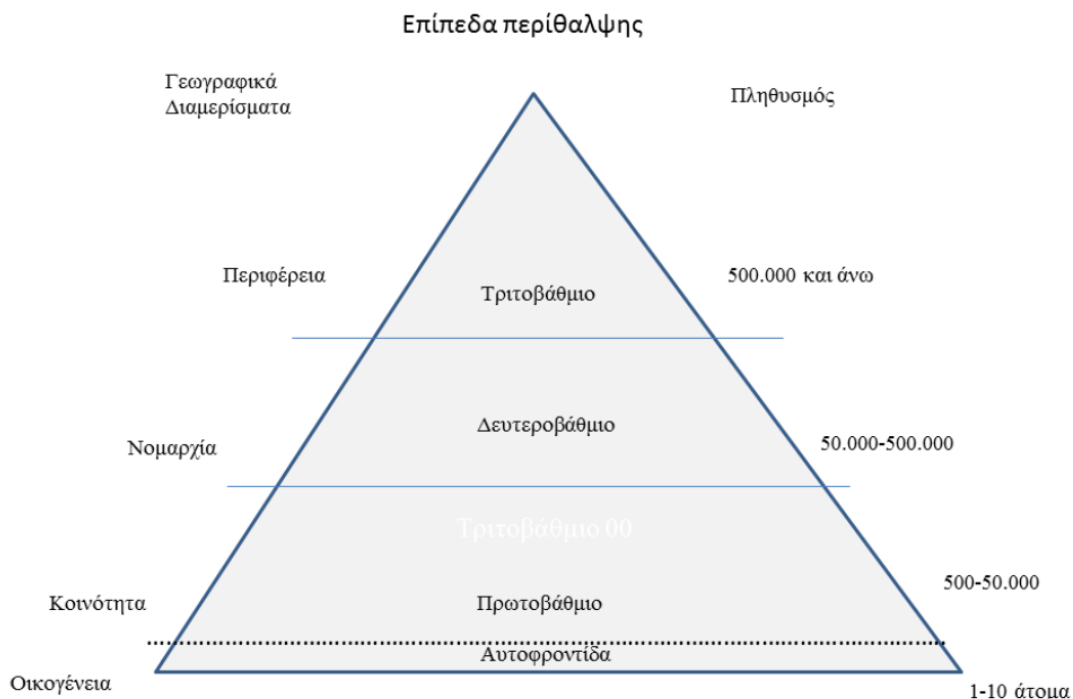 Επίπεδα περίθαλψης
Γεωγραφικά
Διαμερίσματα
Πληθυσμός
Περιφέρεια
Τριτοβάθμιο
500.000 και άνω
Νομαρχία
Δευτεροβάθμιο
50.000-500.000
Τριτοβάθμιο 00
Κοινότητα
Πρωτοβάθμιο
500-50.000
Αυτοφροντίδα
Οικογένεια
1-10 άτομα